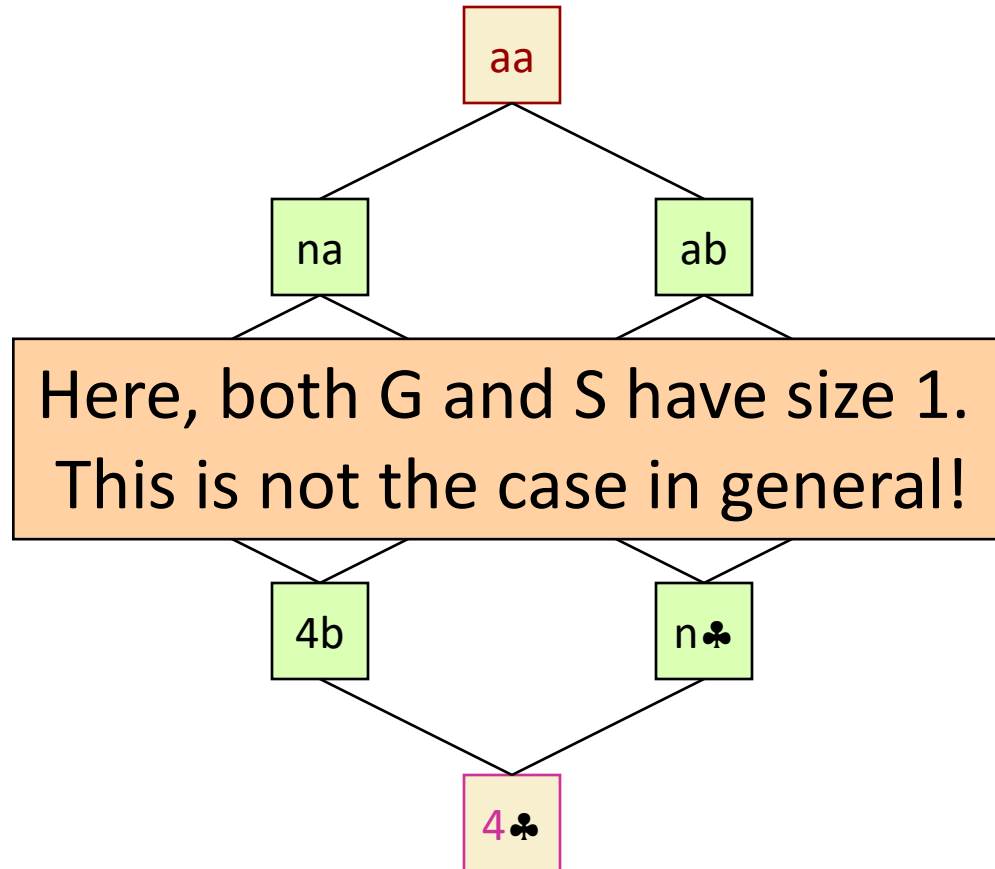 aa
na ab
Here, both G and S have size 1.
This is not the case in general!
4b n♣
4♣